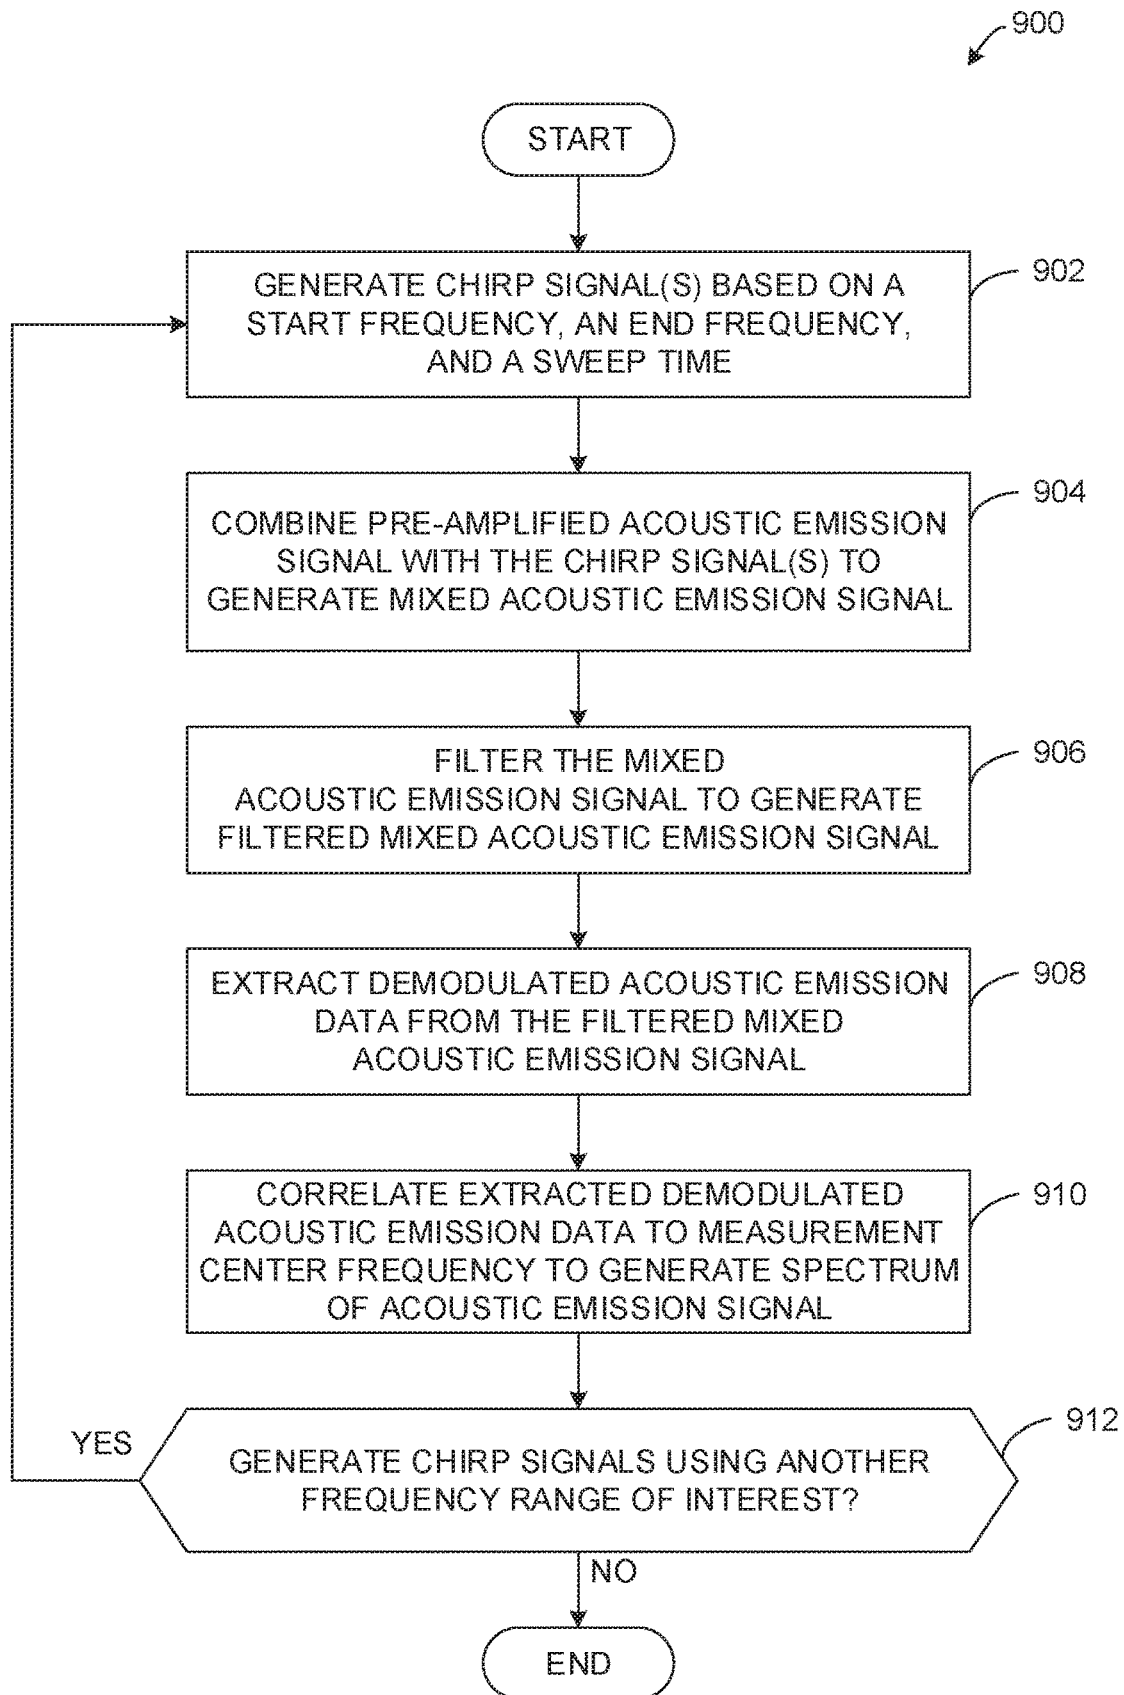 900
START
GENERATE CHIRP SIGNAL(S) BASED ON A
START FREQUENCY, AN END FREQUENCY,
AND A SWEEP TIME
902
COMBINE PRE-AMPLIFIED ACOUSTIC EMISSION
SIGNAL WITH THE CHIRP SIGNAL(S) TO
GENERATE MIXED ACOUSTIC EMISSION SIGNAL
904
FILTER THE MIXED
ACOUSTIC EMISSION SIGNAL TO GENERATE
FILTERED MIXED ACOUSTIC EMISSION SIGNAL
906
EXTRACT DEMODULATED ACOUSTIC EMISSION
DATA FROM THE FILTERED MIXED
ACOUSTIC EMISSION SIGNAL
908
CORRELATE EXTRACTED DEMODULATED
ACOUSTIC EMISSION DATA TO MEASUREMENT
CENTER FREQUENCY TO GENERATE SPECTRUM
OF ACOUSTIC EMISSION SIGNAL
910
GENERATE CHIRP SIGNALS USING ANOTHER
FREQUENCY RANGE OF INTEREST?
912
YES
NO
END